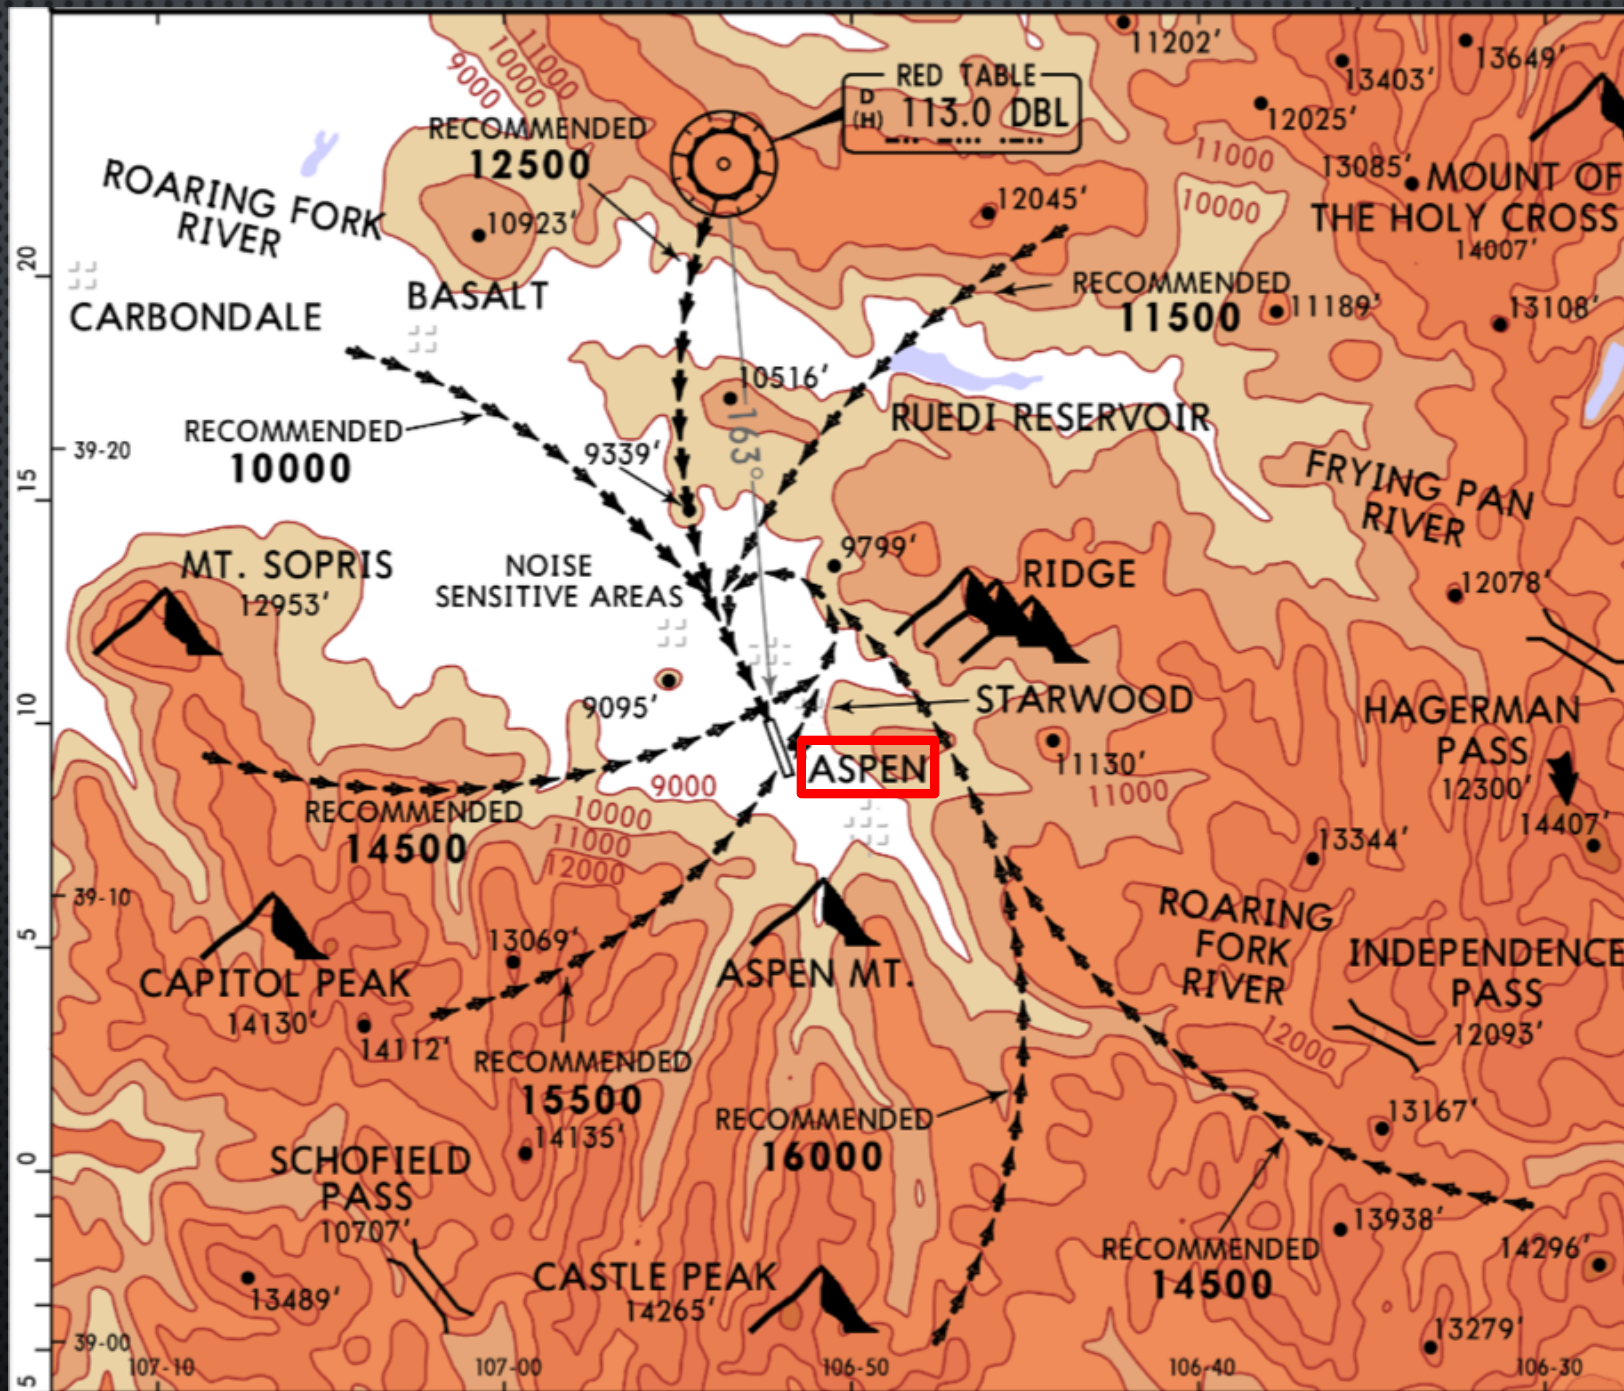 11202'
13649'
13403'
11000
10000
9000
RED TABLE
D
(H) 113.0 DBL
12025'
RECOMMENDED
12500
11000
13085'
MOUNT OF
THE HOLY CROSS
14007'
10000
ROARING FORK
RIVER
10923'
12045'
20
RECOMMENDED
11500
11189'
13108'
BASALT
CARBONDALE
10516'
RUEDI RESERVOIR
163°
RECOMMENDED
10000
39-20
9339'
FRYING PAN
RIVER
15
MT. SOPRIS
12953'
NOISE
SENSITIVE AREAS
9799'
RIDGE
12078'
9095'
STARWOOD
HAGERMAN
PASS
12300'
10
ASPEN
11130'
11000
9000
10000
11000
12000
RECOMMENDED
14500
14407'
13344'
39-10
ROARING
FORK
RIVER
13069'
5
CAPITOL PEAK
14130'
14112'
ASPEN MT.
INDEPENDENCE
PASS
12093'
12000
RECOMMENDED
15500
14135'
RECOMMENDED
16000
13167'
SCHOFIELD
PASS
10707'
0
13938'
RECOMMENDED
14500
14296'
13489'
CASTLE PEAK
14265'
13279'
39-00
5
107-10
107-00
106-50
106-40
106-30